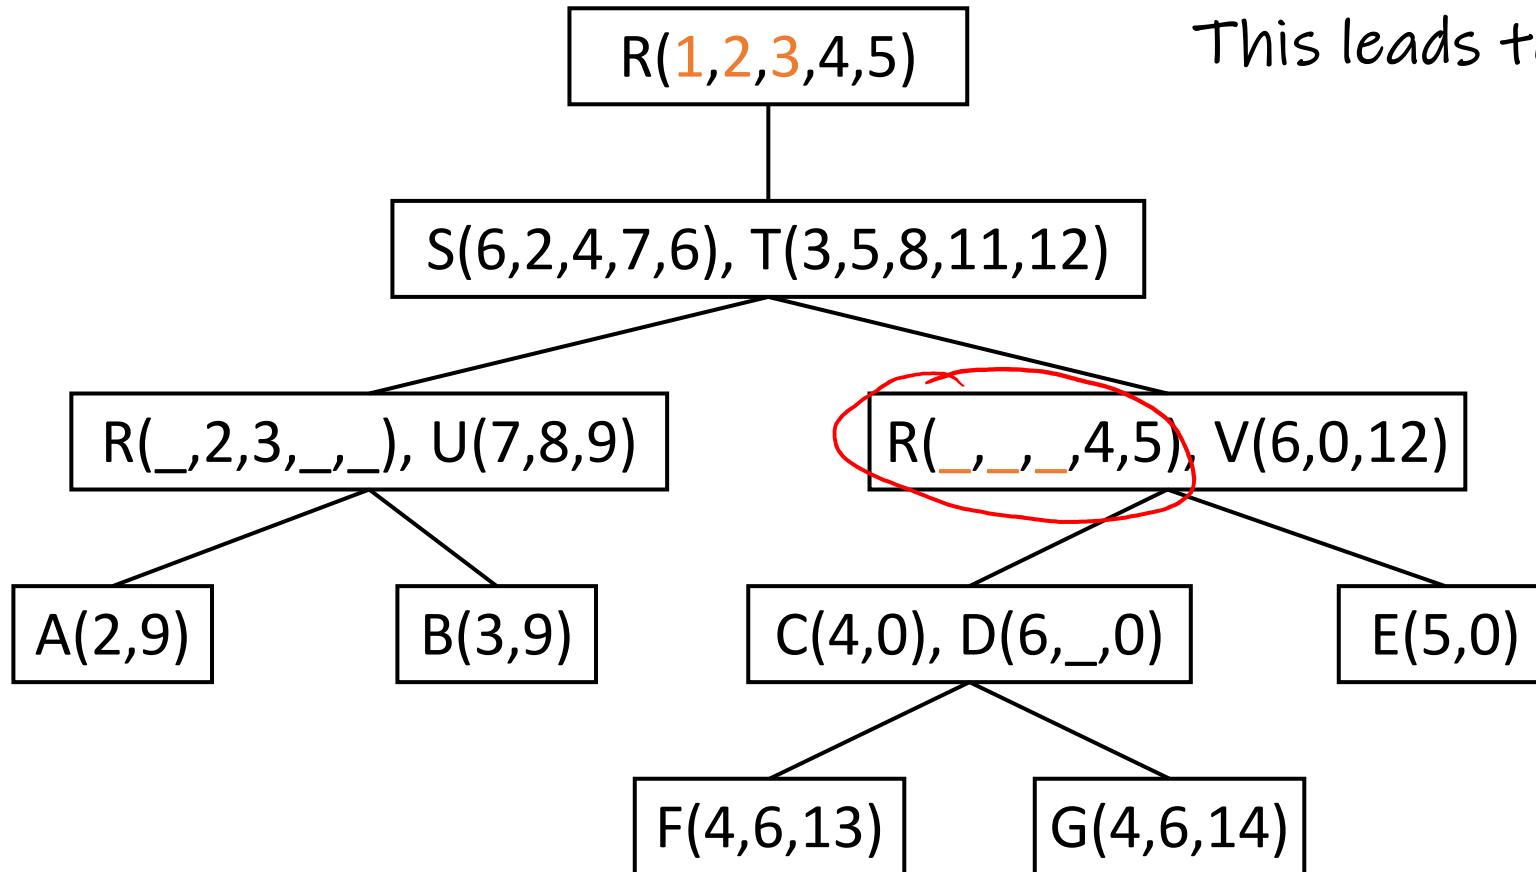 R(1,2,3,4,5)
This leads
S(6,2,4,7,6), T(3,5,8,11,12)
R(_,2,3,_,_), U(7,8,9)
R(_,_,_,4,5), V(6,0,12)
A(2,9)
B(3,9)
C(4,0), D(6,_,0)
E(5,0)
F(4,6,13)
G(4,6,14)